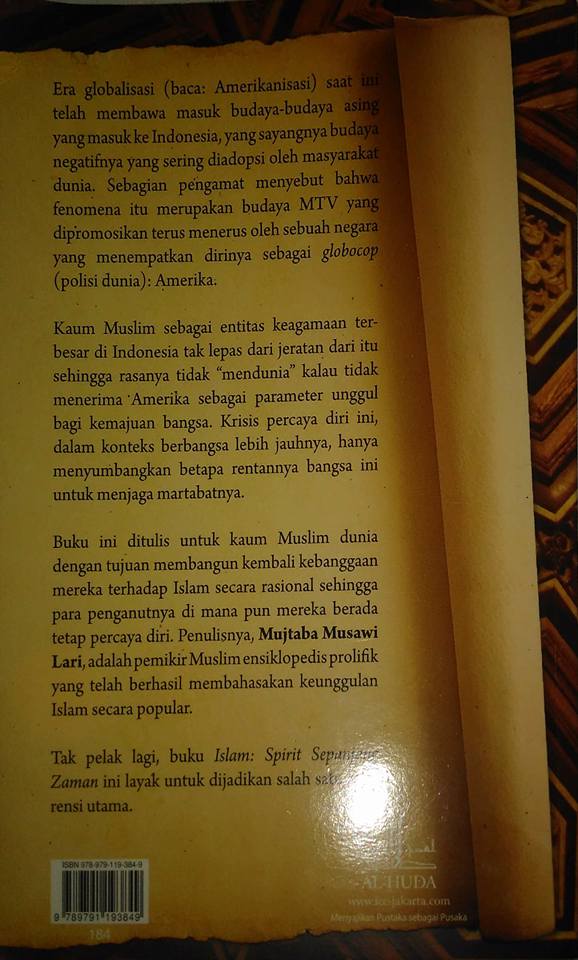 Era globalisasi (baca: Amerikanisasi) saat ini
telah membawa masuk budaya-budaya asing
yang masuk ke Indonesia, yang sayangnya budaya
negatifnya yang sering diadopsi oleh masyarakat
dunia. Sebagian pengamat menyebut bahwa
fenomena itu merupakan budaya MTV yang
dipromosikan terus menerus oleh sebuah negara
yang menempatkan dirinya sebagai globocop
(polisi dunia): Amerika.
Kaum Muslim sebagai entitas keagamaan ter-
besar di Indonesia tak lepas dari jeratan dari itu
sehingga rasanya tidak “mendunia” kalau tidak
menerima Amerika sebagai parameter unggul
bagi kemajuan bangsa. Krisis percaya diri ini,
dalam konteks berbangsa lebih jauhnya, hanya
menyumbangkan betapa rentannya bangsa ini
untuk menjaga martabatnya.
Buku ini ditulis untuk kaum Muslim dunia
dengan tujuan membangun kembali kebanggaan
mereka terhadap Islam secara rasional sehingga
para penganutnya di mana pun mereka berada
tetap percaya diri. Penulisnya, Mujtaba Musawi
Lari, adalah pemikir Muslim ensiklopedis prolifik
yang telah berhasil membahasakan keunggulan
Islam secara popular.
Tak pelak lagi, buku Islam: Spirit Sepanjang
Zaman ini layak untuk dijadikan salah
rensi utama.
AL-HUDA
www.icc-jakarta.com
Menyajikan Pustaka sebagai Pusaka
ISBN 978-979-119-384-9
9 789791 193849
184